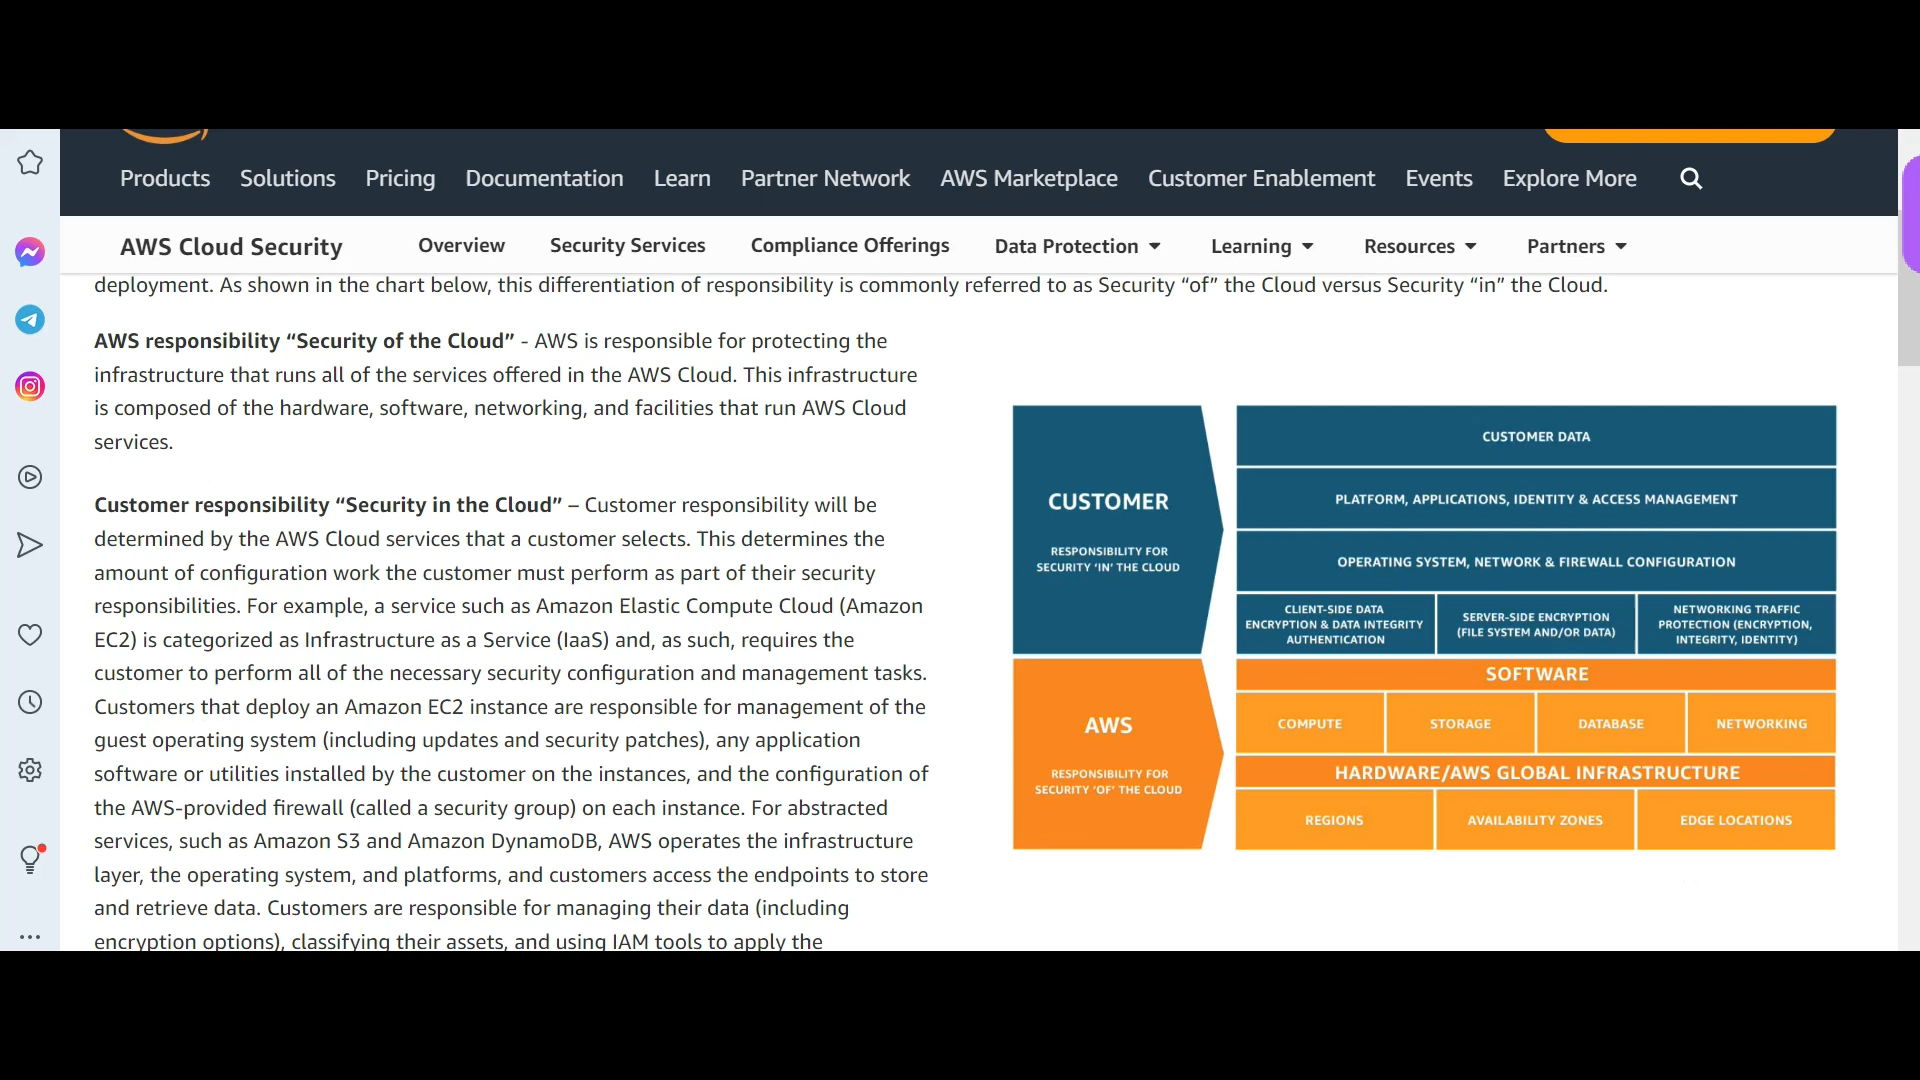 Products Solutions Pricing Documentation Learn Partner Network AWS Marketplace Customer Enablement Events Explore More
AWS Cloud Security Overview Security Services Compliance Offerings Data Protection Learning Resources Partners
deployment. As shown in the chart below, this differentiation of responsibility is commonly referred to as Security “of” the Cloud versus Security “in” the Cloud.
AWS responsibility “Security of the Cloud” - AWS is responsible for protecting the
infrastructure that runs all of the services offered in the AWS Cloud. This infrastructure
is composed of the hardware, software, networking, and facilities that run AWS Cloud
services.
Customer responsibility “Security in the Cloud” – Customer responsibility will be
determined by the AWS Cloud services that a customer selects. This determines the
amount of configuration work the customer must perform as part of their security
responsibilities. For example, a service such as Amazon Elastic Compute Cloud (Amazon
EC2) is categorized as Infrastructure as a Service (IaaS) and, as such, requires the
customer to perform all of the necessary security configuration and management tasks.
Customers that deploy an Amazon EC2 instance are responsible for management of the
guest operating system (including updates and security patches), any application
software or utilities installed by the customer on the instances, and the configuration of
the AWS-provided firewall (called a security group) on each instance. For abstracted
services, such as Amazon S3 and Amazon DynamoDB, AWS operates the infrastructure
layer, the operating system, and platforms, and customers access the endpoints to store
and retrieve data. Customers are responsible for managing their data (including
encryption options), classifying their assets, and using IAM tools to apply the
CUSTOMER
RESPONSIBILITY FOR
SECURITY ‘IN’ THE CLOUD
CUSTOMER DATA
PLATFORM, APPLICATIONS, IDENTITY & ACCESS MANAGEMENT
OPERATING SYSTEM, NETWORK & FIREWALL CONFIGURATION
CLIENT-SIDE DATA
ENCRYPTION & DATA INTEGRITY
AUTHENTICATION
SERVER-SIDE ENCRYPTION
(FILE SYSTEM AND/OR DATA)
NETWORKING TRAFFIC
PROTECTION (ENCRYPTION,
INTEGRITY, IDENTITY)
AWS
RESPONSIBILITY FOR
SECURITY ‘OF’ THE CLOUD
SOFTWARE
COMPUTE STORAGE DATABASE NETWORKING
HARDWARE/AWS GLOBAL INFRASTRUCTURE
REGIONS AVAILABILITY ZONES EDGE LOCATIONS